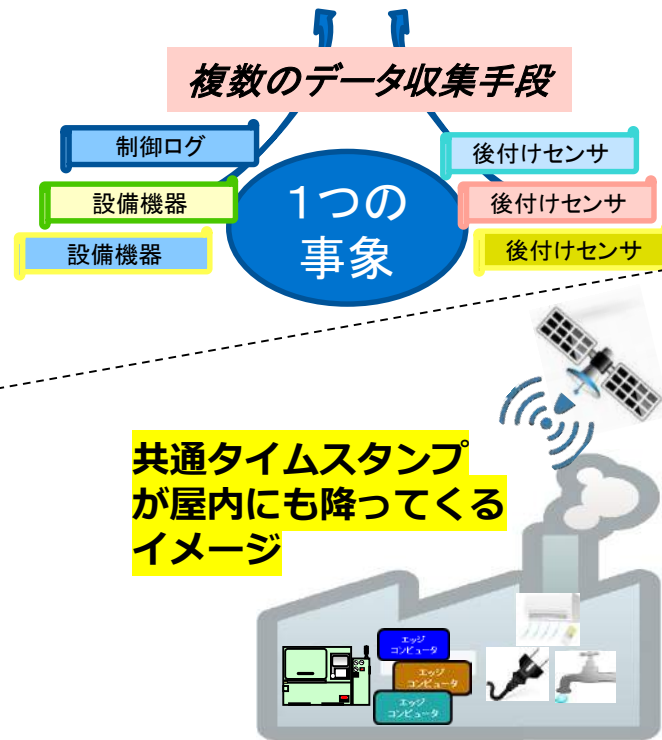 複数のデータ収集手段
制御ログ
設備機器
設備機器
1つの
事象
後付けセンサ
後付けセンサ
後付けセンサ
共通タイムスタンプ
が屋内にも降ってくる
イメージ
エッジ
コンピュータ
エッジ
コンピュータ
エッジ
コンピュータ